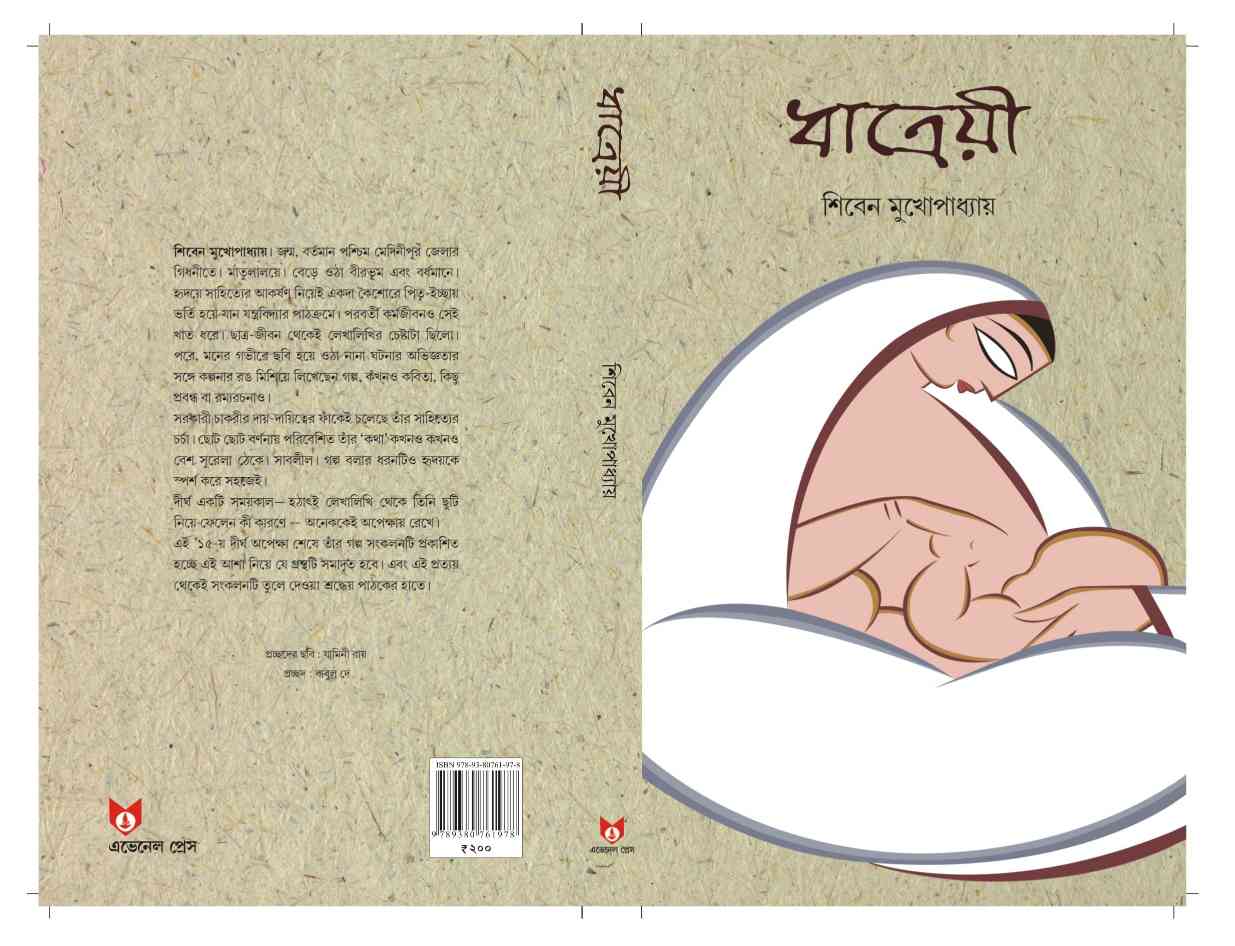 শিবেন মুখোপাধ্যায়। জন্ম, বর্তমান পশ্চিম মেদিনীপুর জেলার
গিধনীতে। মাতুলালয়ে। বেড়ে ওঠা বীরভূম এবং বর্ধমানে।
হৃদয়ে সাহিত্যের আকর্ষণ নিয়েই একদা কৈশোরে পিতৃ-ইচ্ছায়
ভর্তি হয়ে যান যন্ত্রবিদ্যার পাঠক্রমে। পরবর্তী কর্মজীবনও সেই
খাত ধরে। ছাত্র-জীবন থেকেই লেখালিখির চেষ্টাটা ছিলো।
পরে, মনের গভীরে ছবি হয়ে ওঠা নানা ঘটনার অভিজ্ঞতার
সঙ্গে কল্পনার রঙ মিশিয়ে লিখেছেন গল্প, কখনও কবিতা, কিছু
প্রবন্ধ বা রম্যরচনাও।
সরকারী চাকরীর দায়-দায়িত্বের ফাঁকেই চলেছে তাঁর সাহিত্যের
চর্চা। ছোট ছোট বর্ণনায় পরিবেশিত তাঁর 'কথা' কখনও কখনও
বেশ সুরেলা ঠেকে। সাবলীল। গল্প বলার ধরনটিও হৃদয়কে
স্পর্শ করে সহজেই।
দীর্ঘ একটি সময়কাল— হঠাৎই লেখালিখি থেকে তিনি ছুটি
নিয়ে ফেলেন কী কারণে — অনেককেই অপেক্ষায় রেখে।
এই '১৫-য় দীর্ঘ অপেক্ষা শেষে তাঁর গল্প সংকলনটি প্রকাশিত
হচ্ছে এই আশা নিয়ে যে গ্রন্থটি সমাদৃত হবে। এবং এই প্রত্যয়
থেকেই সংকলনটি তুলে দেওয়া শ্রদ্ধেয় পাঠকের হাতে।
প্রচ্ছদের ছবি : যামিনী রায়
প্রচ্ছদ : বাবুল দে
ISBN 978-93-80761-97-8
9 789380 761978
₹ ২০০
এভেনেল প্রেস
ধাত্রেয়ী
শিবেন মুখোপাধ্যায়
এভেনেল প্রেস
ধাত্রেয়ী
শিবেন মুখোপাধ্যায়